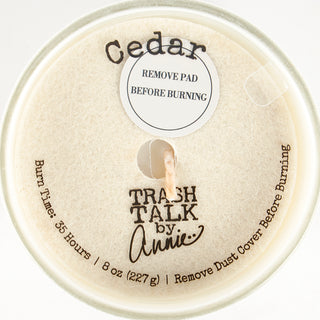 Cedar
REMOVE PAD
BEFORE BURNING
TRASH
TALK
by
Annie
Burn Time: 35 Hours | 8 oz (227 g) | Remove Dust Cover Before Burning